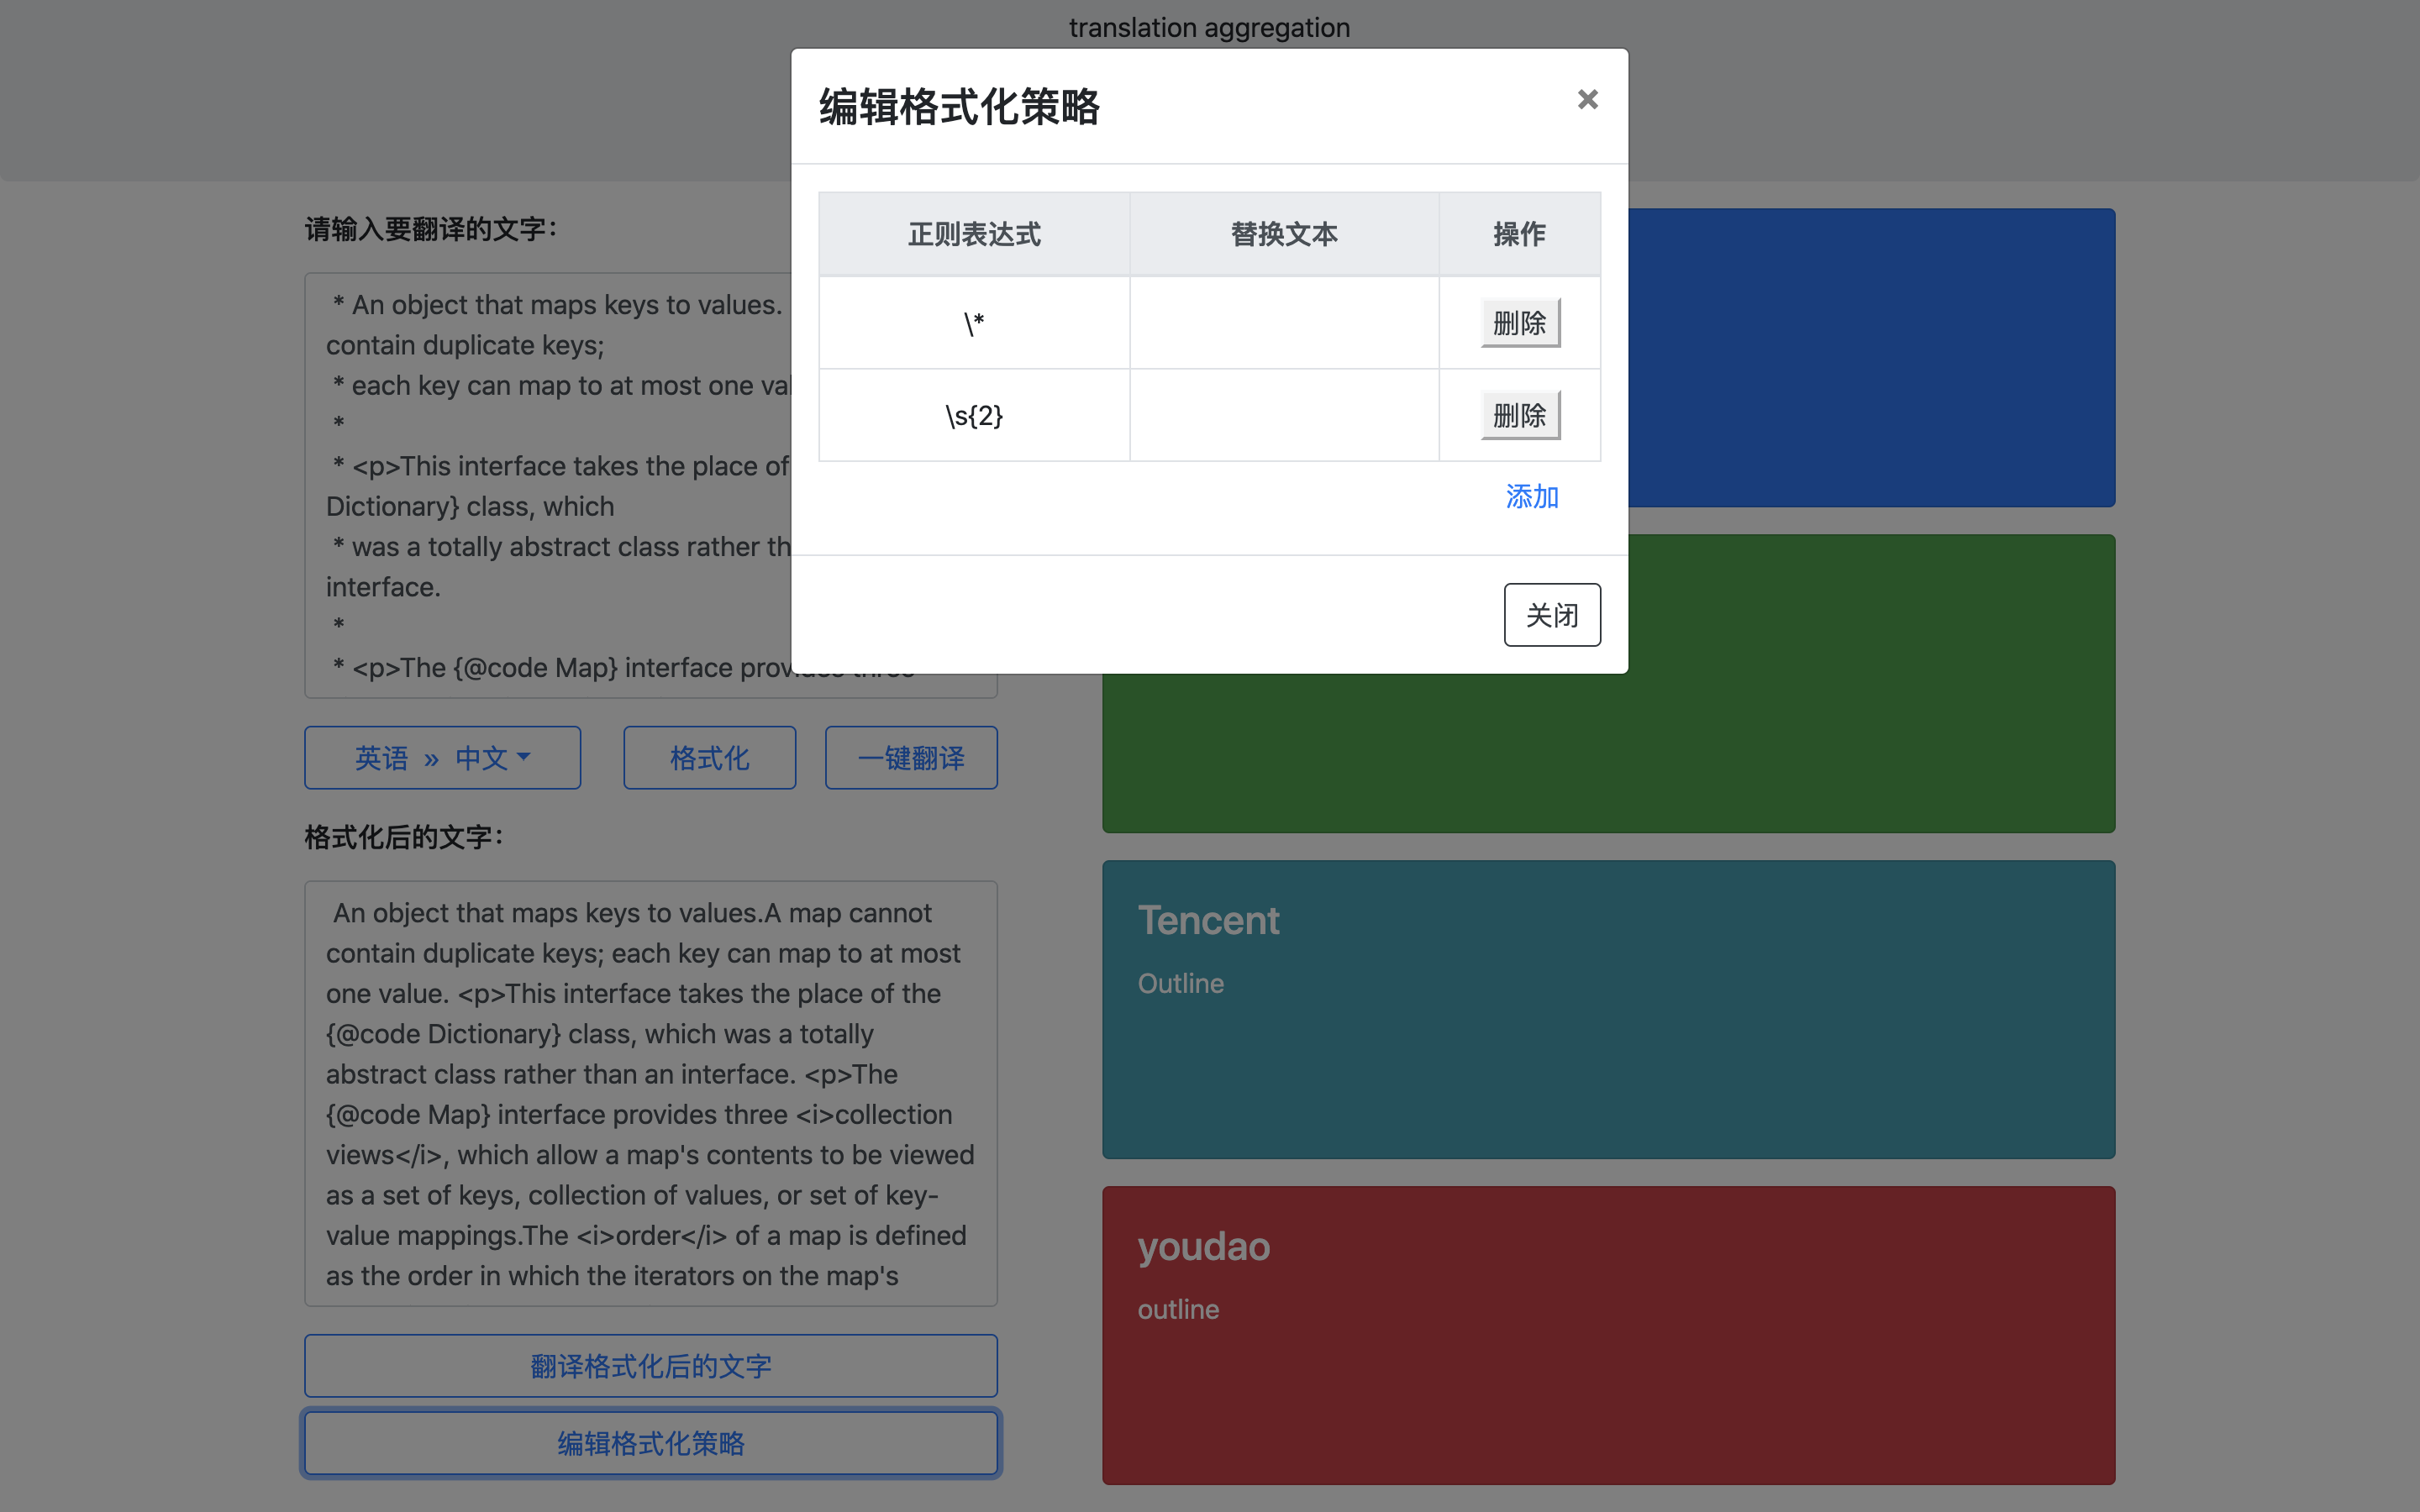 translation aggregation
编辑格式化策略
×
正则表达式 替换文本 操作
\* 删除
\s{2} 删除
添加
关闭
请输入要翻译的文字：
* An object that maps keys to values.
contain duplicate keys;
* each key can map to at most one
*
* <p>This interface takes the place of
Dictionary} class, which
* was a totally abstract class rather
interface.
*
* <p>The {@code Map} interface provides three
英语 » 中文
格式化
一键翻译
格式化后的文字：
An object that maps keys to values.A map cannot
contain duplicate keys; each key can map to at most
one value. <p>This interface takes the place of the
{@code Dictionary} class, which was a totally
abstract class rather than an interface. <p>The
{@code Map} interface provides three <i>collection
views</i>, which allow a map's contents to be viewed
as a set of keys, collection of values, or set of key-
value mappings.The <i>order</i> of a map is defined
as the order in which the iterators on the map's
翻译格式化后的文字
编辑格式化策略
Tencent
Outline
youdao
outline